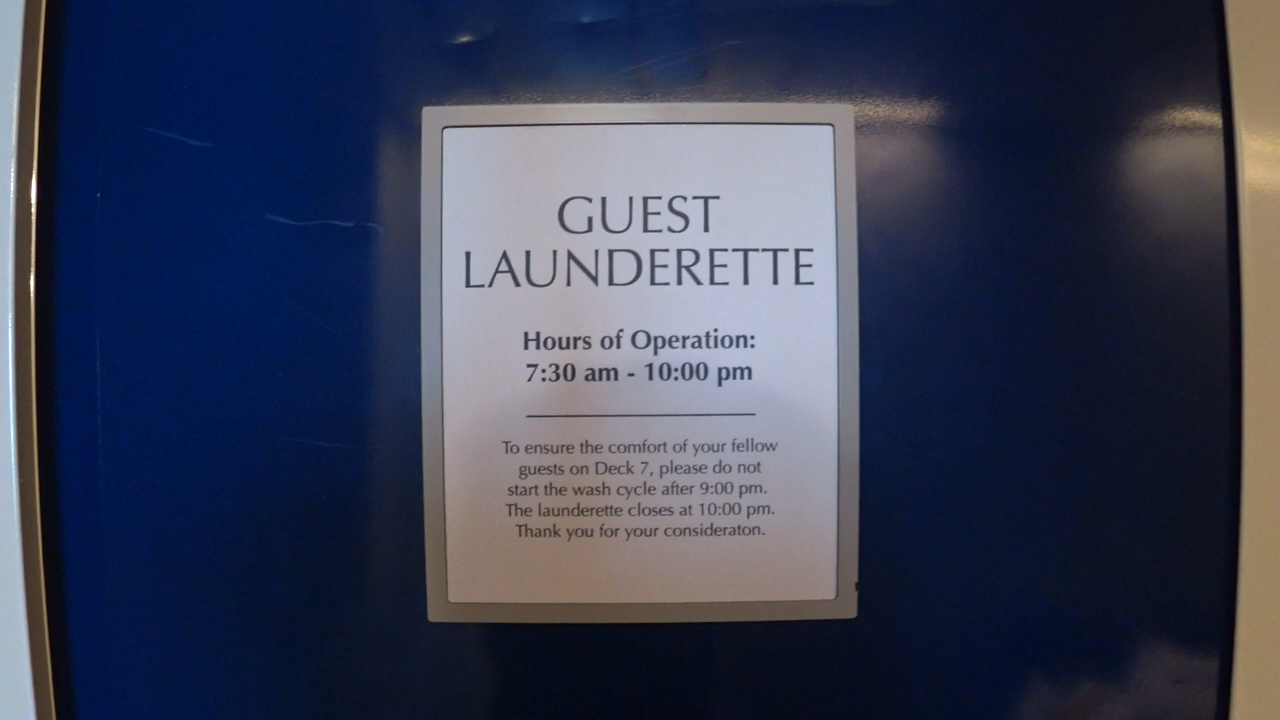 GUEST
LAUNDERETTE
Hours of Operation:
7:30 am - 10:00 pm
To ensure the comfort of your fellow
guests on Deck 7, please do not
start the wash cycle after 9:00 pm.
The launderette closes at 10:00 pm.
Thank you for your consideraton.